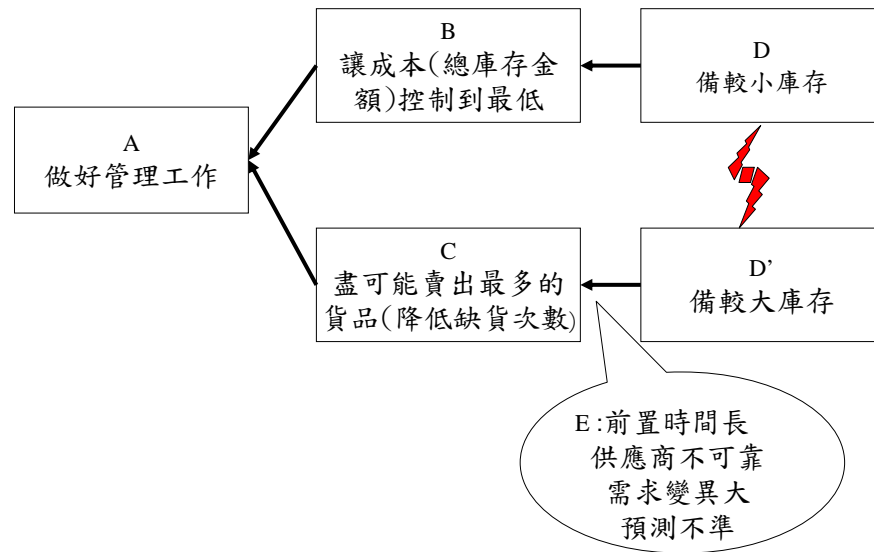 B
讓成本(總庫存金
額)控制到最低
D
備較小庫存
A
做好管理工作
C
盡可能賣出最多的
貨品(降低缺貨次數)
D’
備較大庫存
E:前置時間長
供應商不可靠
需求變異大
預測不準